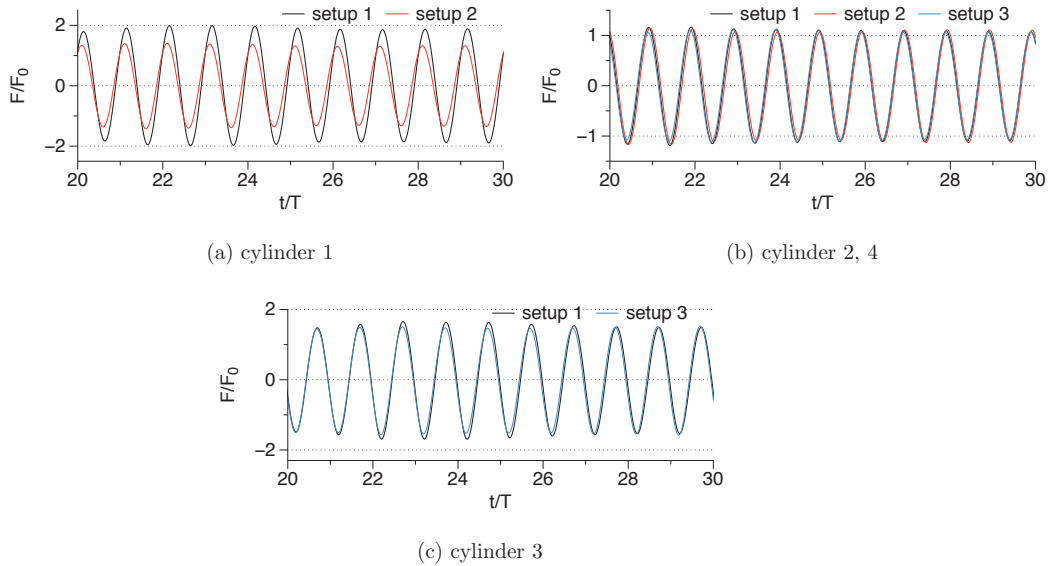 setup 1 setup 2
2
0
−2
F/F0
20 22 24 26 28 30
t/T
(a) cylinder 1
setup 1 setup 2 setup 3
1
0
−1
F/F0
20 22 24 26 28 30
t/T
(b) cylinder 2, 4
setup 1 setup 3
2
0
−2
F/F0
20 22 24 26 28 30
t/T
(c) cylinder 3